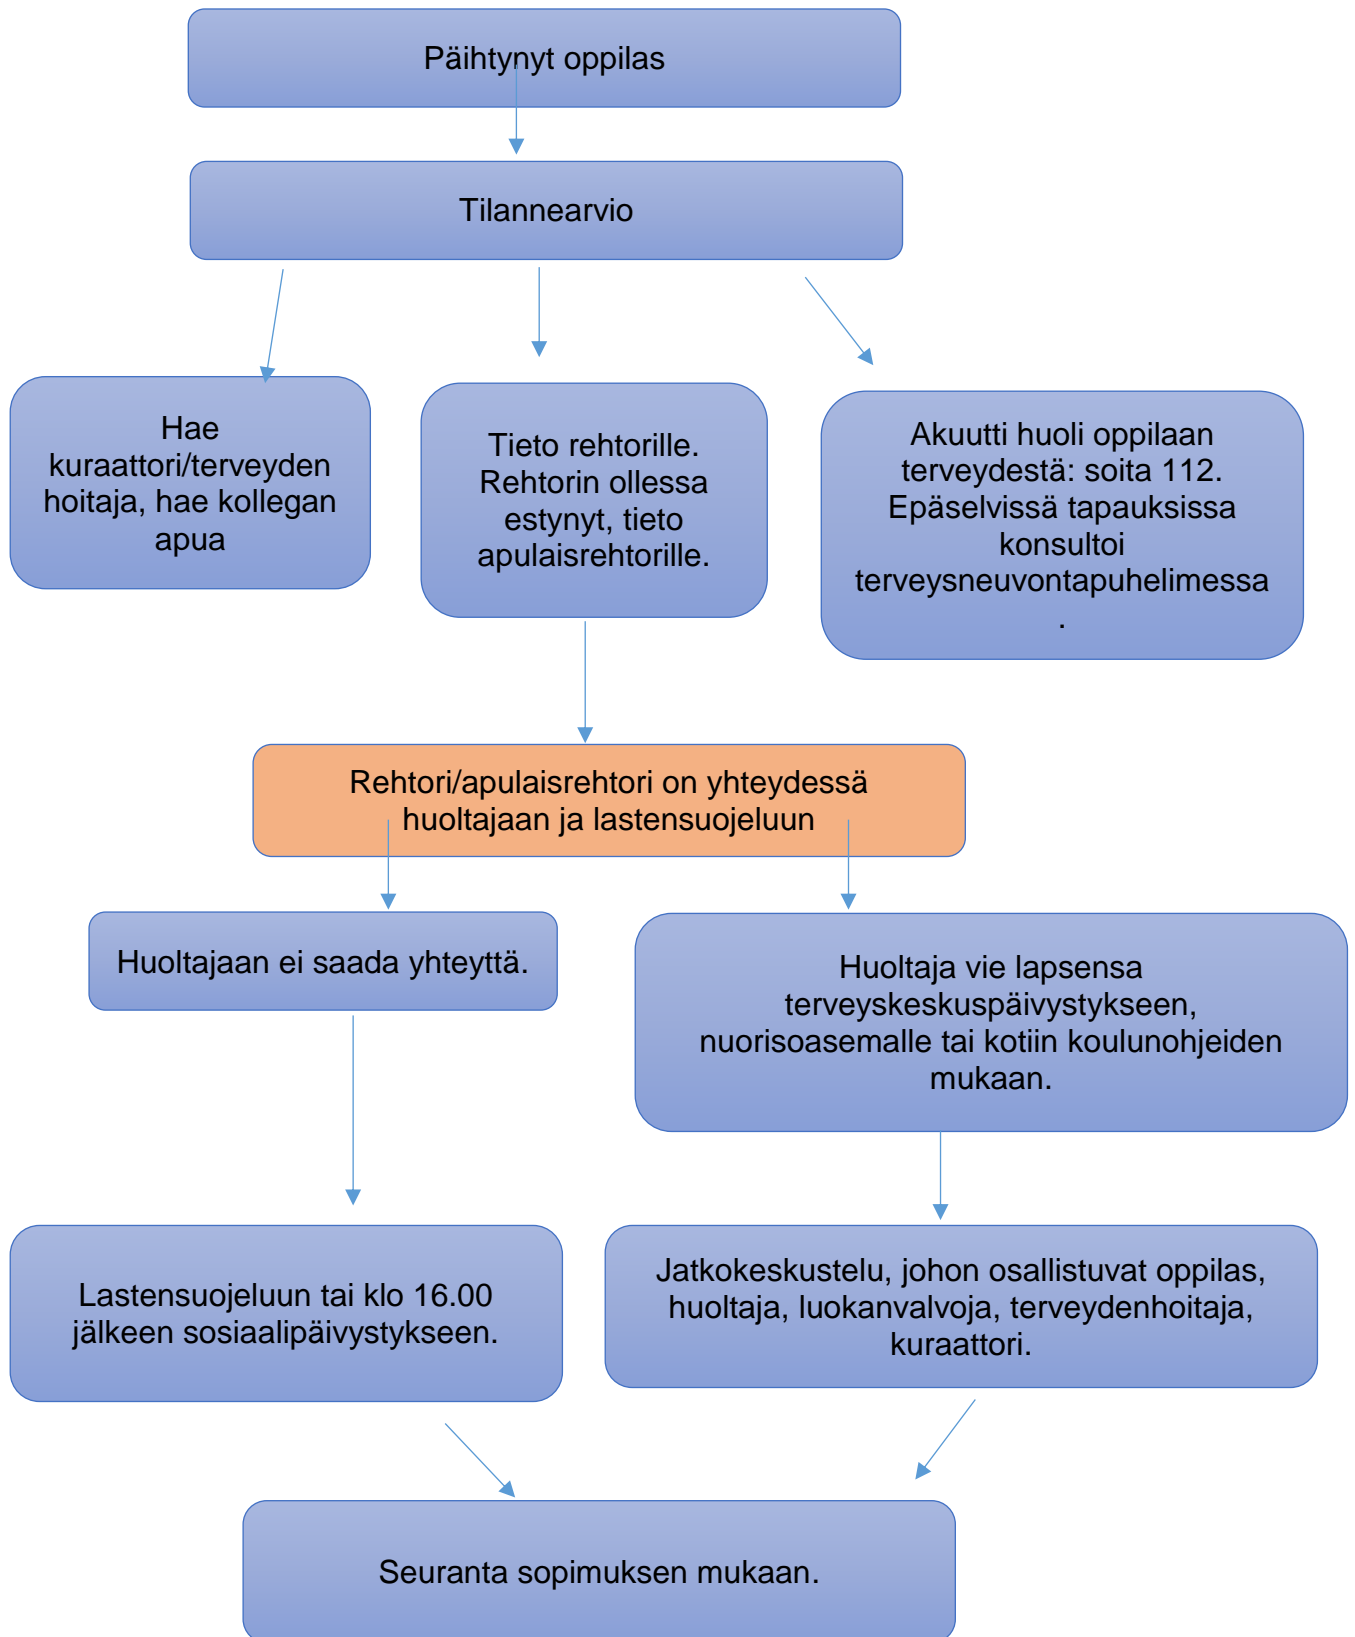 Päihtynyt oppilas
Tilannearvio
Hae
kuraattori/terveyden
hoitaja, hae kollegan
apua
Tieto rehtorille.
Rehtorin ollessa
estynyt, tieto
apulaisrehtorille.
Akuutti huoli oppilaan
terveydestä: soita 112.
Epäselvissä tapauksissa
konsultoi
terveysneuvontapuhelimessa
.
Rehtori/apulaisrehtori on yhteydessä
huoltajaan ja lastensuojeluun
Huoltajaan ei saada yhteyttä.
Huoltaja vie lapsensa
terveyskeskuspäivystykseen,
nuorisoasemalle tai kotiin koulunohjeiden
mukaan.
Lastensuojeluun tai klo 16.00
jälkeen sosiaalipäivystykseen.
Jatkokeskustelu, johon osallistuvat oppilas,
huoltaja, luokanvalvoja, terveydenhoitaja,
kuraattori.
Seuranta sopimuksen mukaan.